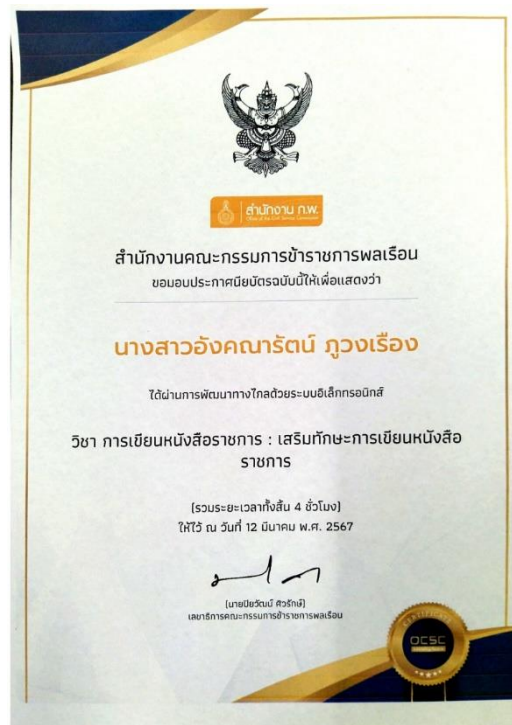 สำนักงาน ก.พ.
สำนักงานคณะกรรมการข้าราชการพลเรือน
ขอมอบประกาศนียบัตรฉบับนี้ให้เพื่อแสดงว่า
นางสาวอังคณารัตน์ ภูวงเรือง
ได้ผ่านการพัฒนาทางไกลด้วยระบบอิเล็กทรอนิกส์
วิชา การเขียนหนังสือราชการ : เสริมทักษะการเขียนหนังสือ
ราชการ
(รวมระยะเวลาทั้งสิ้น 4 ชั่วโมง)
ให้ไว้ ณ วันที่ 12 มีนาคม พ.ศ. 2567
(นายปิยวัฒน์ ศิวรักษ์)
เลขาธิการคณะกรรมการข้าราชการพลเรือน
OCSC